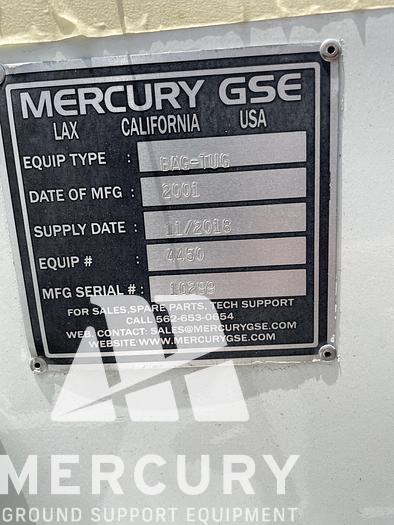 MERCURY GSE
LAX CALIFORNIA USA
EQUIP TYPE : BAG-TUG
DATE OF MFG : 2001
SUPPLY DATE : 11/2018
EQUIP # : 4450
MFG SERIAL # : 10299
FOR SALES,SPARE PARTS,TECH SUPPORT
CALL 562-653-0654
WEB. CONTACT: SALES@MERCURYGSE.COM
WEBSITE WWW.MERCURYGSE.COM
MERCURY
GROUND SUPPORT EQUIPMENT